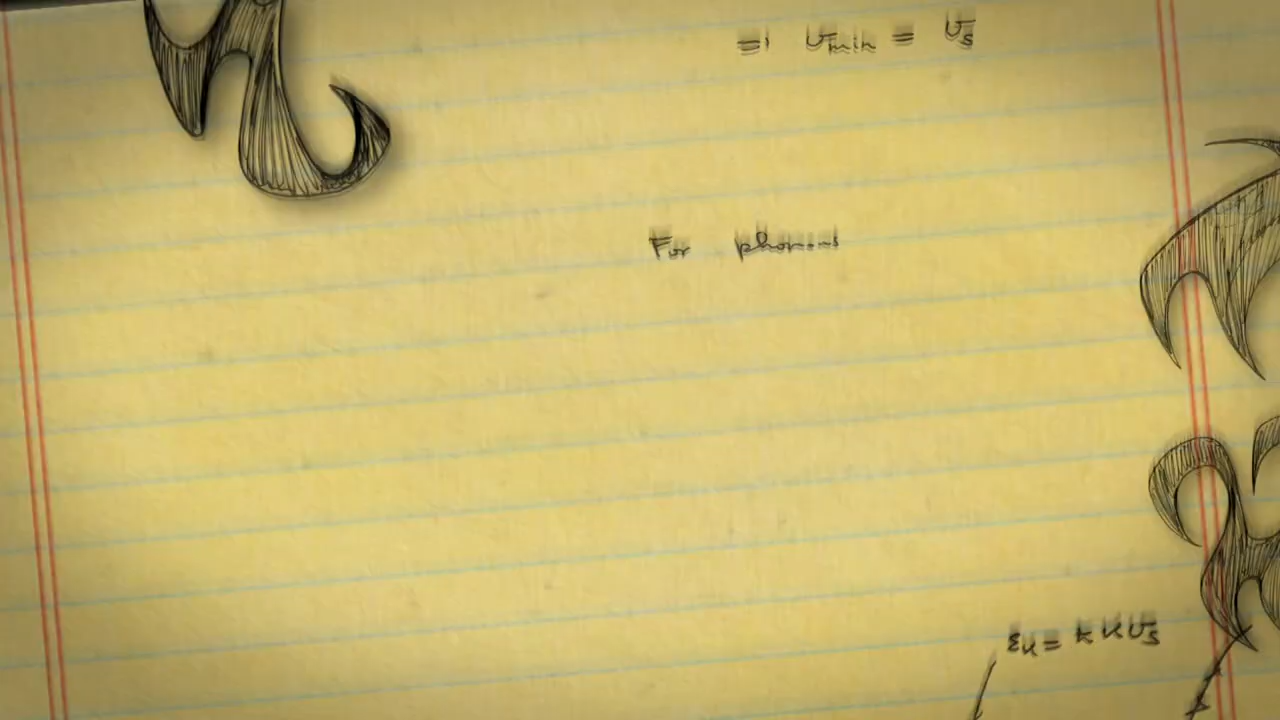 ⇒ υmin = υs
For phonons
εk = ħkυs